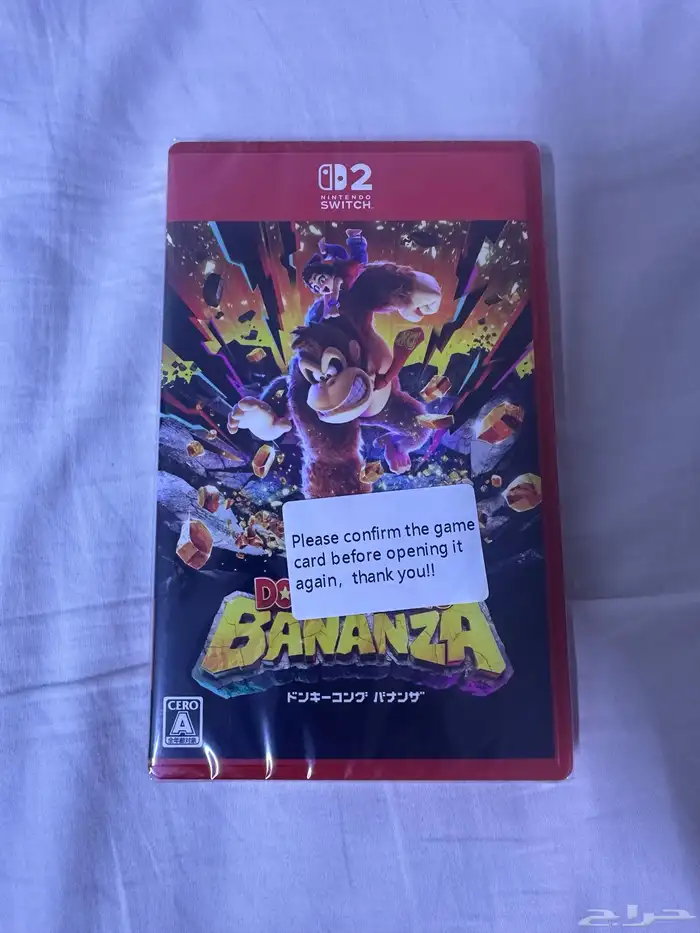 2
NINTENDO
SWITCH
Please confirm the game
card before opening it
again, thank you!!
DO
BANANZA
ドンキーコング バナンザ
CERO
A
حراج